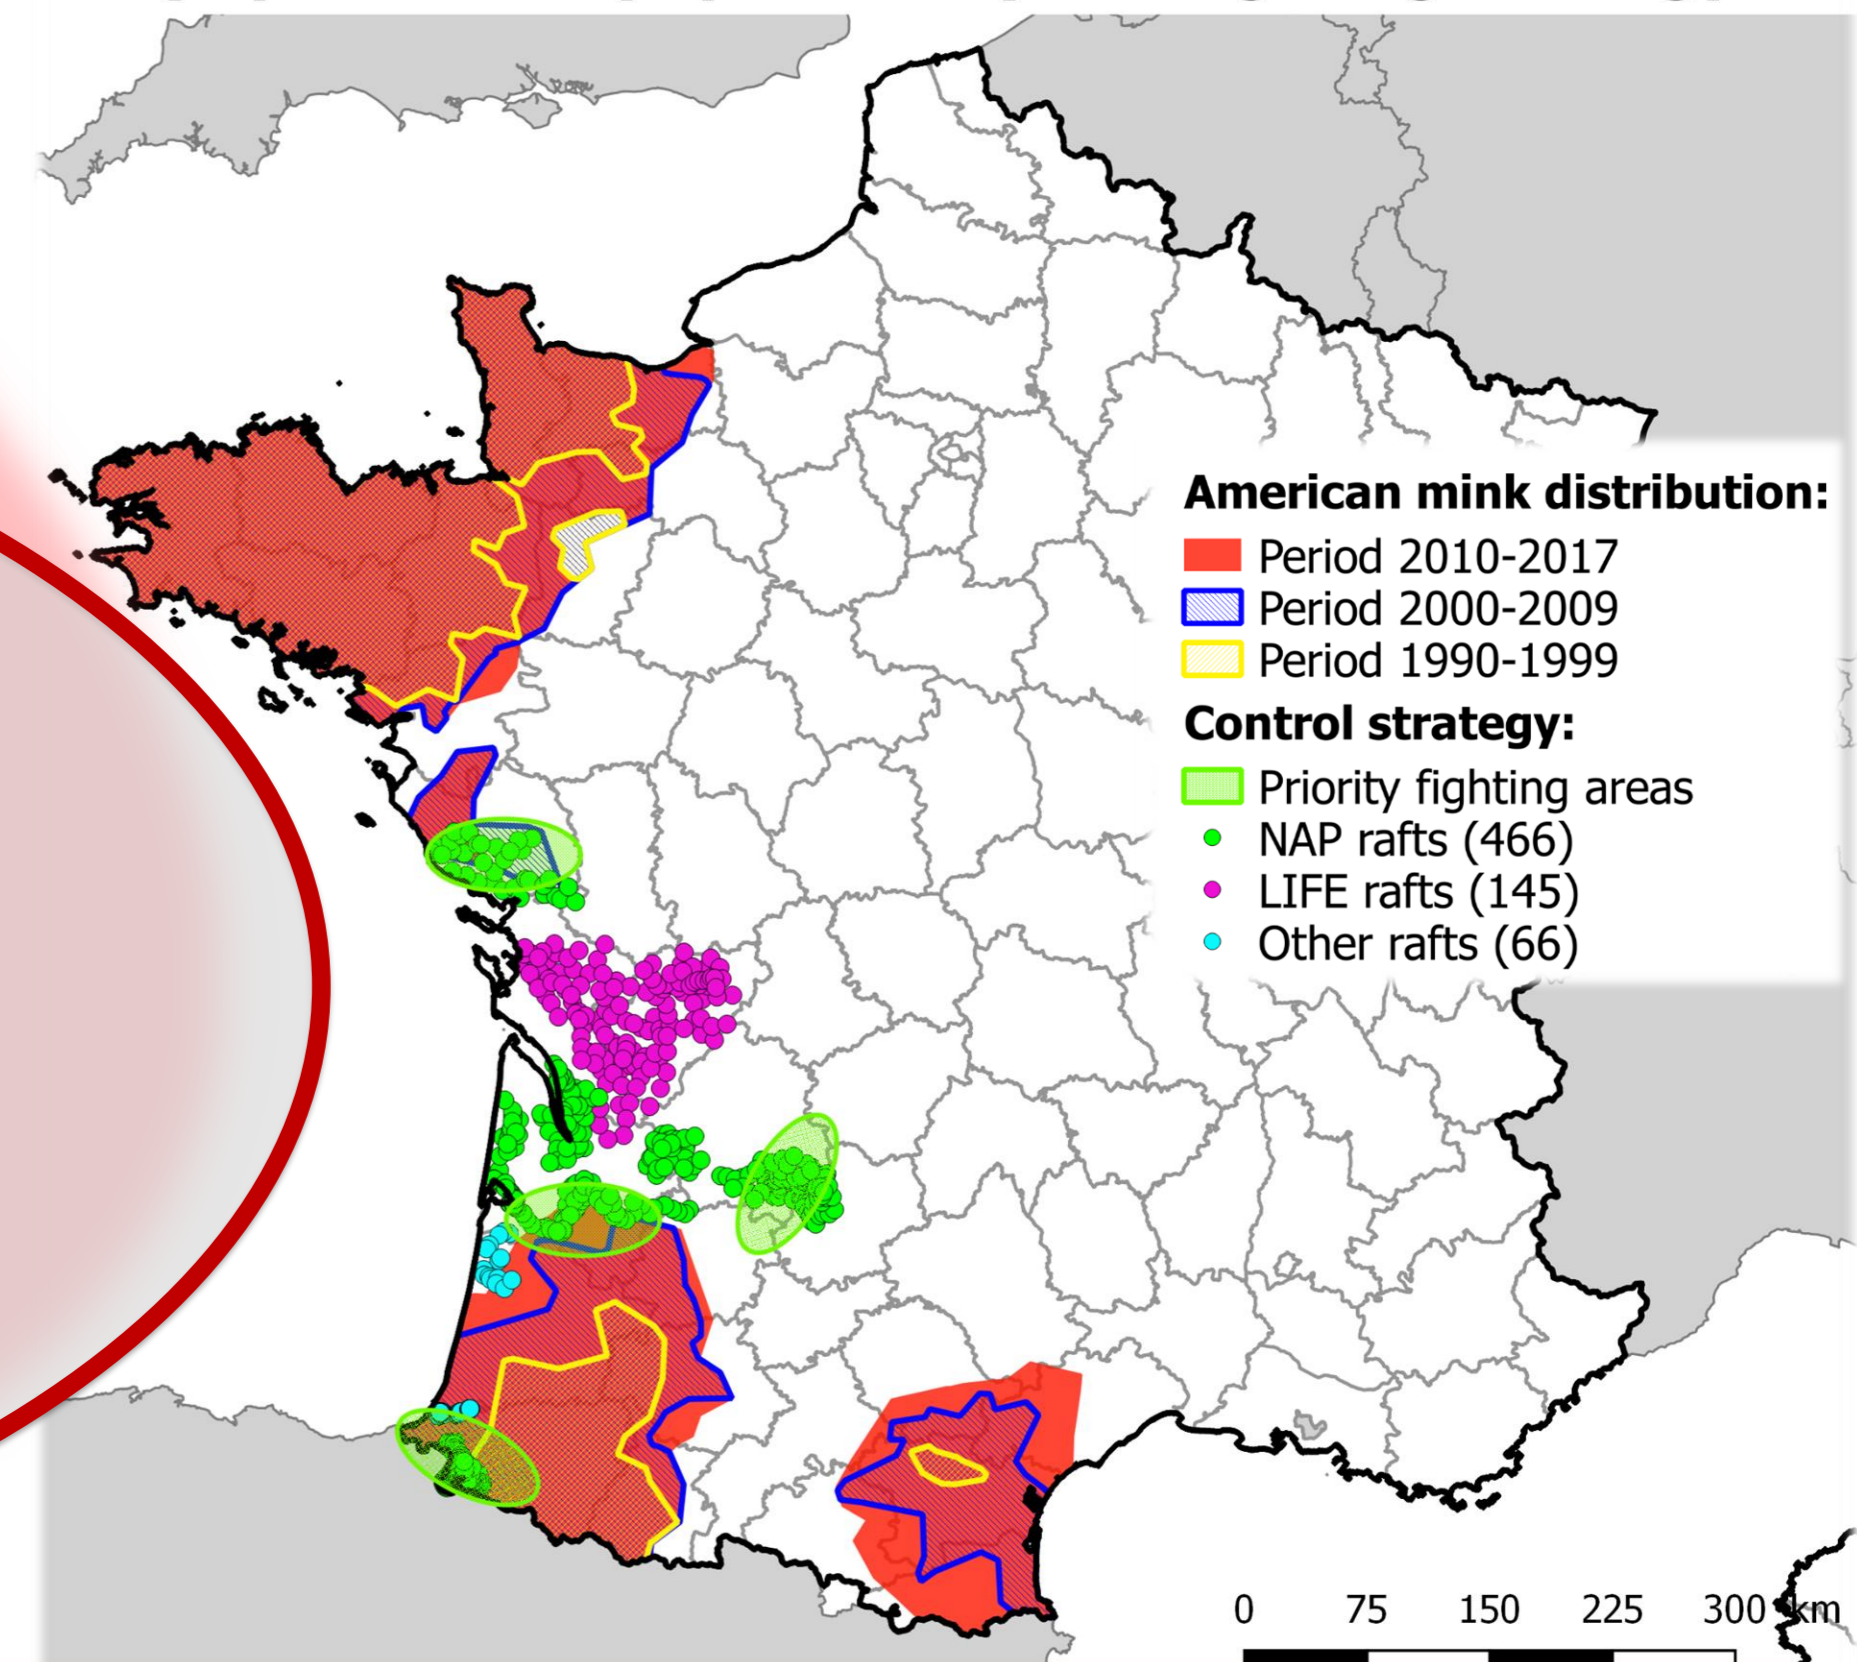 American mink distribution:
Period 2010-2017
Period 2000-2009
Period 1990-1999
Control strategy:
Priority fighting areas
NAP rafts (466)
LIFE rafts (145)
Other rafts (66)
0 75 150 225 300 km